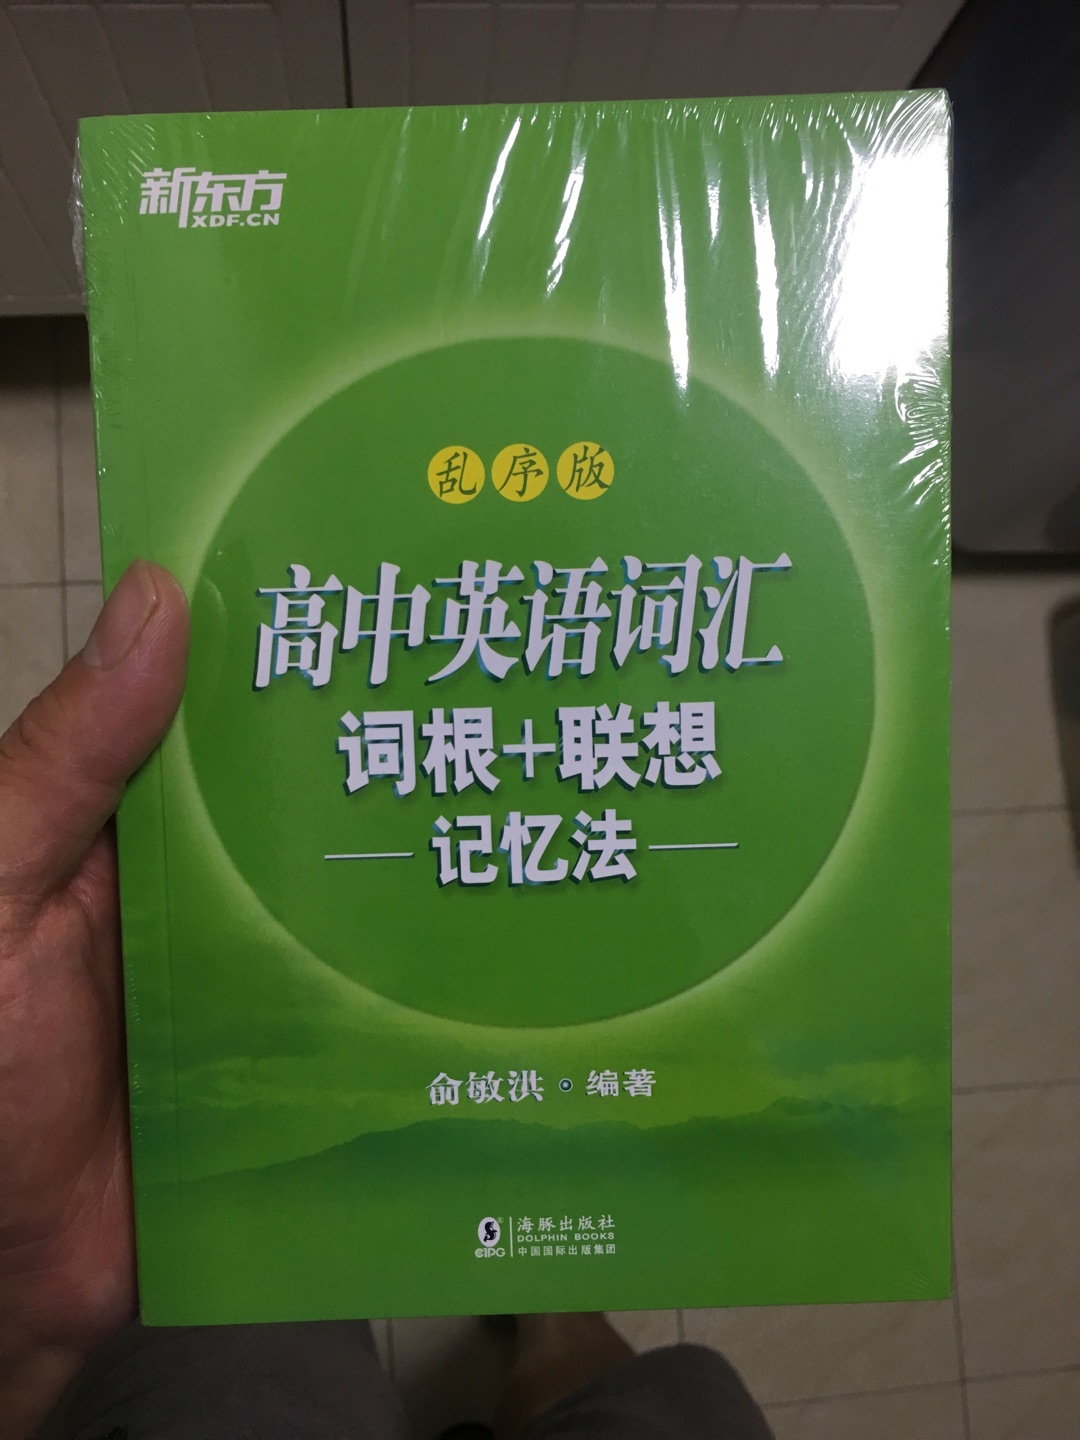 新东方
XDF.CN
乱序版
高中英语词汇
词根+联想
记忆法
俞敏洪·编著
海豚出版社
DOLPHIN BOOKS
CIPG
中国国际出版集团